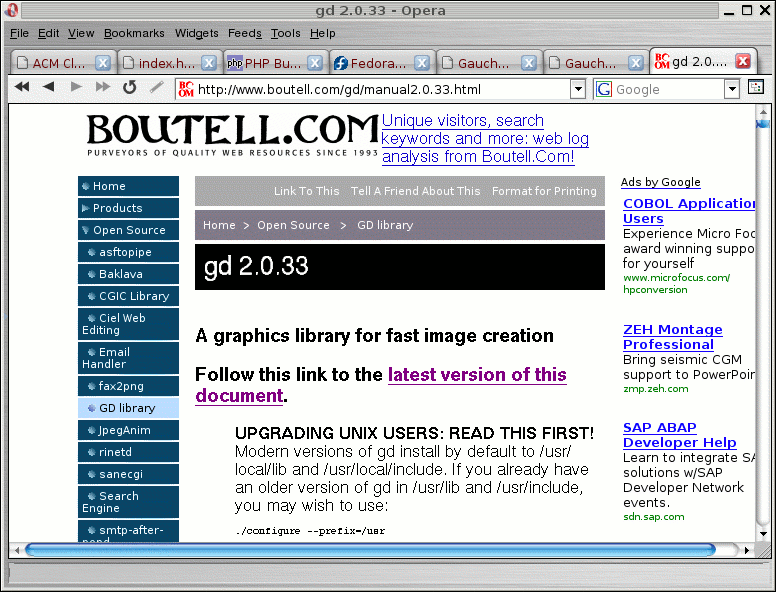 gd 2.0.33 - Opera
File Edit View Bookmarks Widgets Feeds Tools Help
ACM Cl... index.h... php PHP Bu... Fedora... Gauch... Gauch... BC OM gd 2.0....
BC OM http://www.boutell.com/gd/manual2.0.33.html G Google
BOUTELL.COM
PURVEYORS OF QUALITY WEB RESOURCES SINCE 1993
Unique visitors, search
keywords and more: web log
analysis from Boutell.Com!
Home
Products
Open Source
asftopipe
Baklava
CGIC Library
Ciel Web
Editing
Email
Handler
fax2png
GD library
JpegAnim
rinetd
sanecgi
Search
Engine
smtp-after-
Link To This Tell A Friend About This Format for Printing
Home > Open Source > GD library
gd 2.0.33
A graphics library for fast image creation
Follow this link to the latest version of this
document.
UPGRADING UNIX USERS: READ THIS FIRST!
Modern versions of gd install by default to /usr/
local/lib and /usr/local/include. If you already have
an older version of gd in /usr/lib and /usr/include,
you may wish to use:
./configure --prefix=/usr
Ads by Google
COBOL Application
Users
Experience Micro Foc
award winning suppo
for yourself
www.microfocus.com/
hpconversion
ZEH Montage
Professional
Bring seismic CGM
support to PowerPoin
zmp.zeh.com
SAP ABAP
Developer Help
Learn to integrate SA
solutions w/SAP
Developer Network
events.
sdn.sap.com